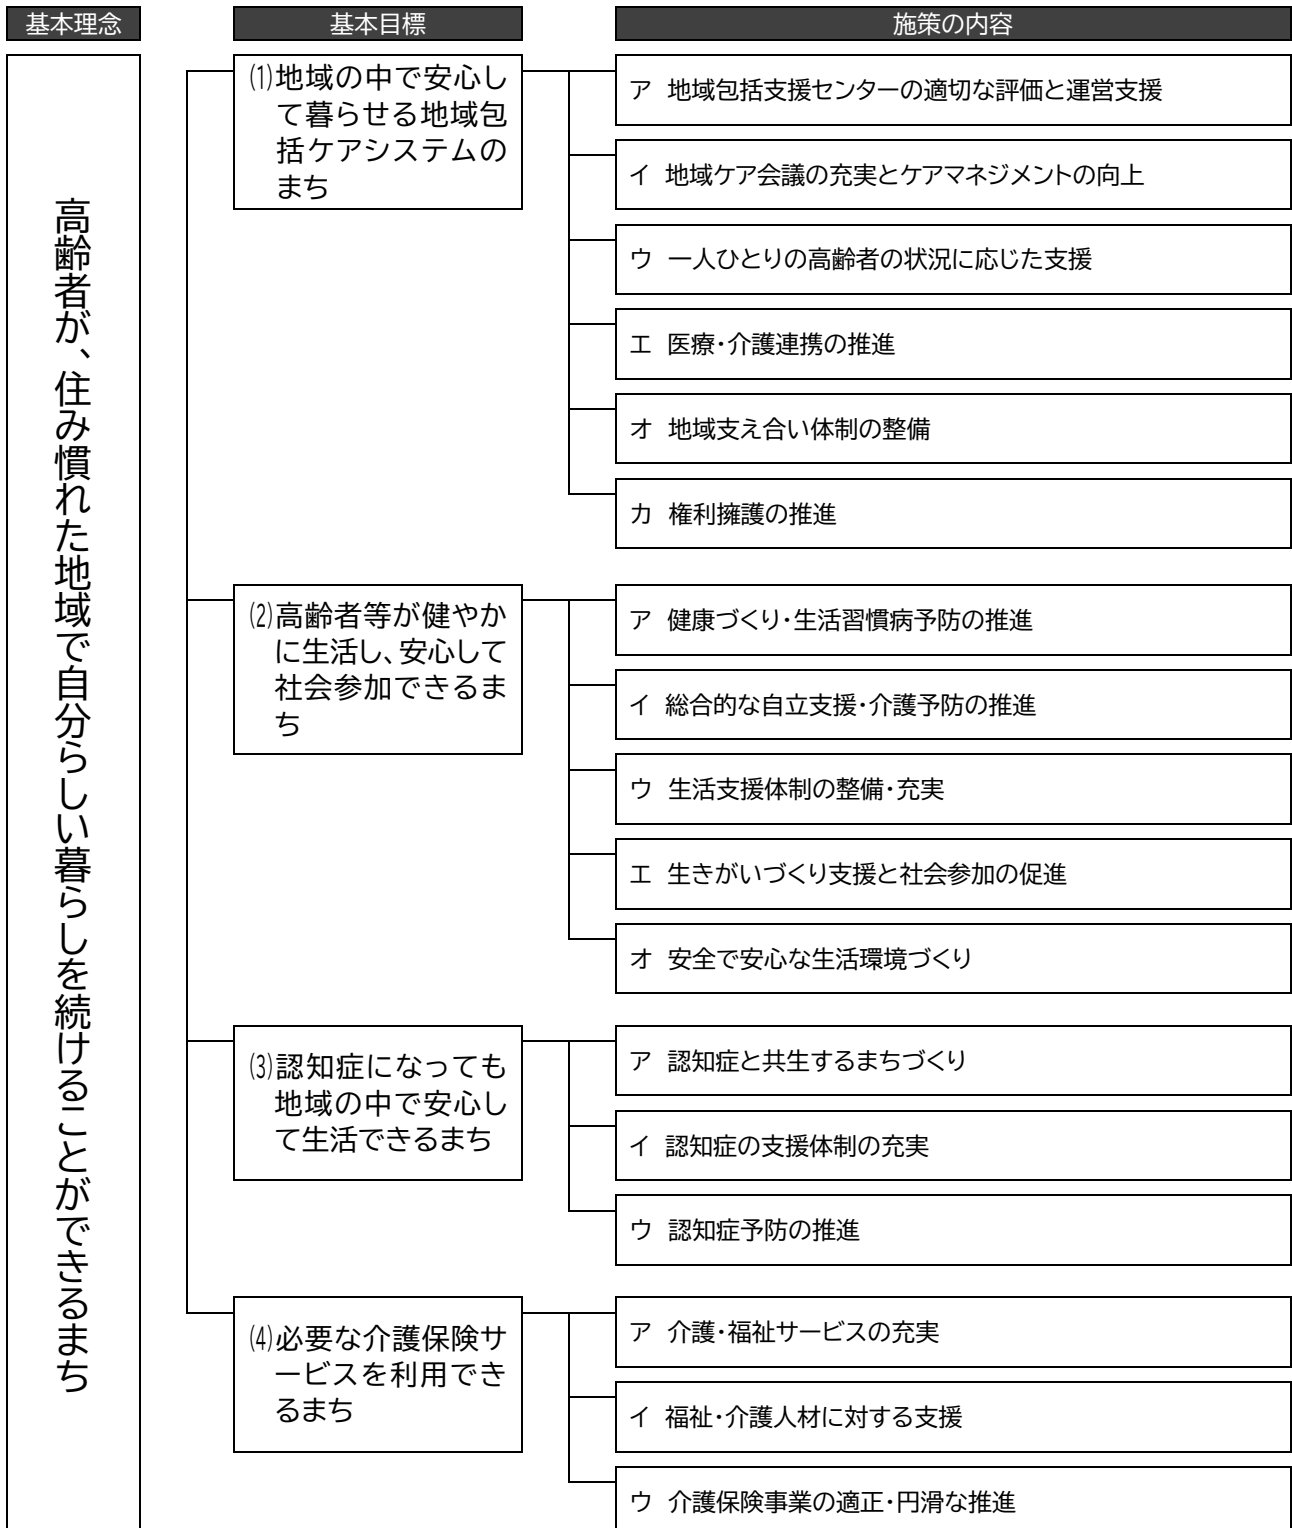 基本理念
基本目標
施策の内容
高齢者が、住み慣れた地域で自分らしい暮らしを続けることができるまち
⑴地域の中で安心し
て暮らせる地域包
括ケアシステムの
まち
ア 地域包括支援センターの適切な評価と運営支援
イ 地域ケア会議の充実とケアマネジメントの向上
ウ 一人ひとりの高齢者の状況に応じた支援
エ 医療・介護連携の推進
オ 地域支え合い体制の整備
カ 権利擁護の推進
⑵高齢者等が健やか
に生活し、安心して
社会参加できるま
ち
ア 健康づくり・生活習慣病予防の推進
イ 総合的な自立支援・介護予防の推進
ウ 生活支援体制の整備・充実
エ 生きがいづくり支援と社会参加の促進
オ 安全で安心な生活環境づくり
⑶認知症になっても
地域の中で安心し
て生活できるまち
ア 認知症と共生するまちづくり
イ 認知症の支援体制の充実
ウ 認知症予防の推進
⑷必要な介護保険サ
ービスを利用でき
るまち
ア 介護・福祉サービスの充実
イ 福祉・介護人材に対する支援
ウ 介護保険事業の適正・円滑な推進